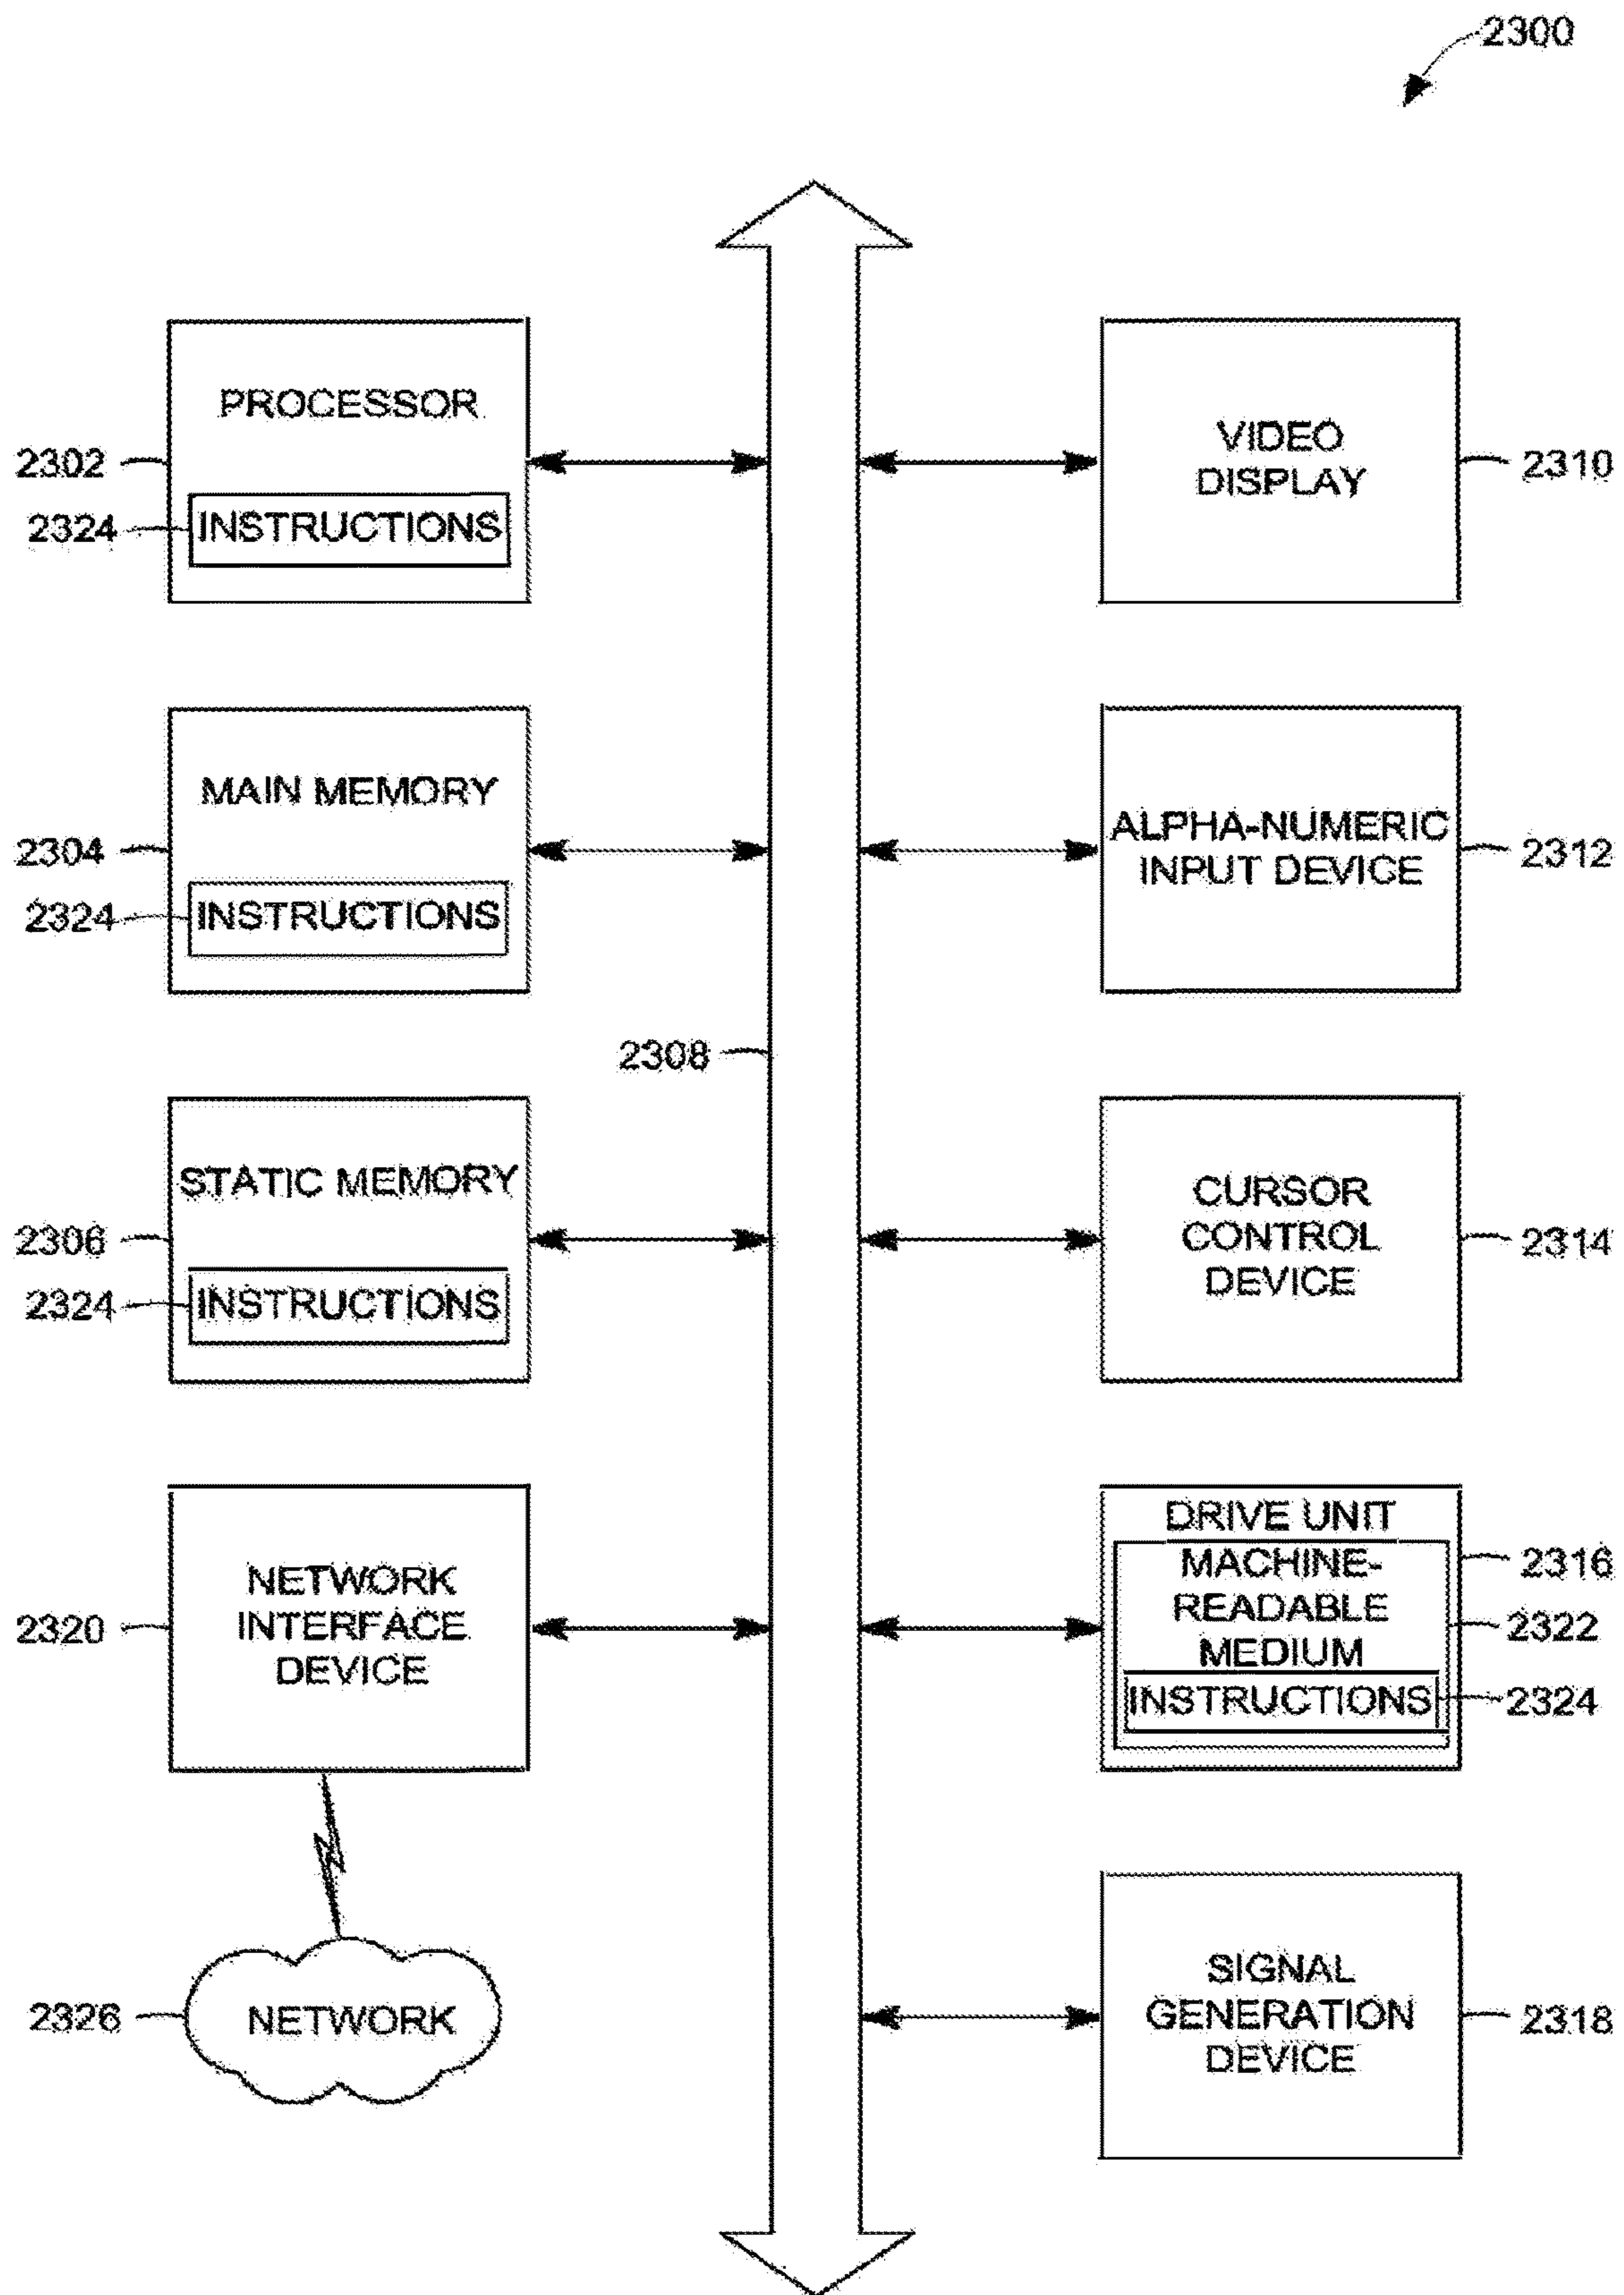 2300
PROCESSOR
2302
2324
INSTRUCTIONS
VIDEO
DISPLAY
2310
MAIN MEMORY
2304
2324
INSTRUCTIONS
ALPHA-NUMERIC
INPUT DEVICE
2312
2308
STATIC MEMORY
2306
2324
INSTRUCTIONS
CURSOR
CONTROL
DEVICE
2314
NETWORK
INTERFACE
DEVICE
2320
DRIVE UNIT
MACHINE-
READABLE
MEDIUM
INSTRUCTIONS
2316
2322
2324
NETWORK
2326
SIGNAL
GENERATION
DEVICE
2318